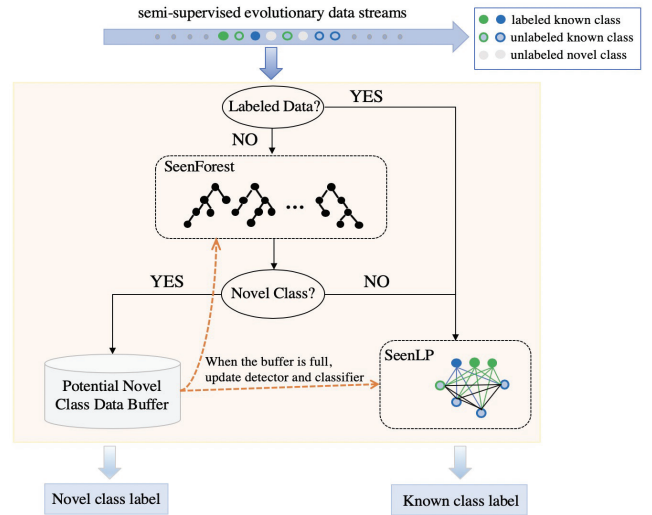 semi-supervised evolutionary data streams
labeled known class
unlabeled known class
unlabeled novel class
Labeled Data?
YES
NO
SeenForest
...
Novel Class?
YES
NO
When the buffer is full,
update detector and classifier
Potential Novel
Class Data Buffer
SeenLP
Novel class label
Known class label